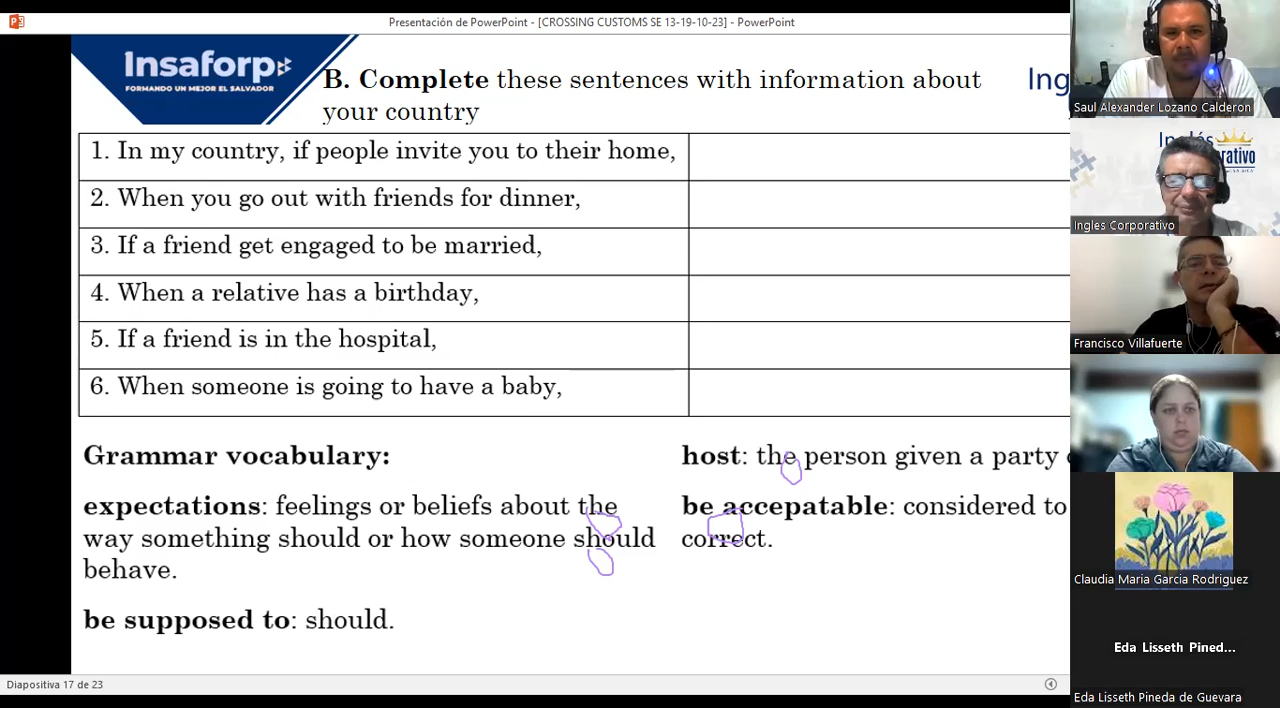 Presentación de PowerPoint - [CROSSING CUSTOMS SE 13-19-10-23] - PowerPoint
Insaforp
FORMANDO UN MEJOR EL SALVADOR
B. Complete these sentences with information about
your country
Ing
1. In my country, if people invite you to their home,
2. When you go out with friends for dinner,
3. If a friend get engaged to be married,
4. When a relative has a birthday,
5. If a friend is in the hospital,
6. When someone is going to have a baby,
Grammar vocabulary:
expectations: feelings or beliefs about the
way something should or how someone should
behave.
be supposed to: should.
host: the person given a party
be accepatable: considered to
correct.
Diapositiva 17 de 23
Saul Alexander Lozano Calderon
Inglés
Ingles Corporativo
Francisco Villafuerte
Claudia Maria Garcia Rodriguez
Eda Lisseth Pined...
Eda Lisseth Pineda de Guevara